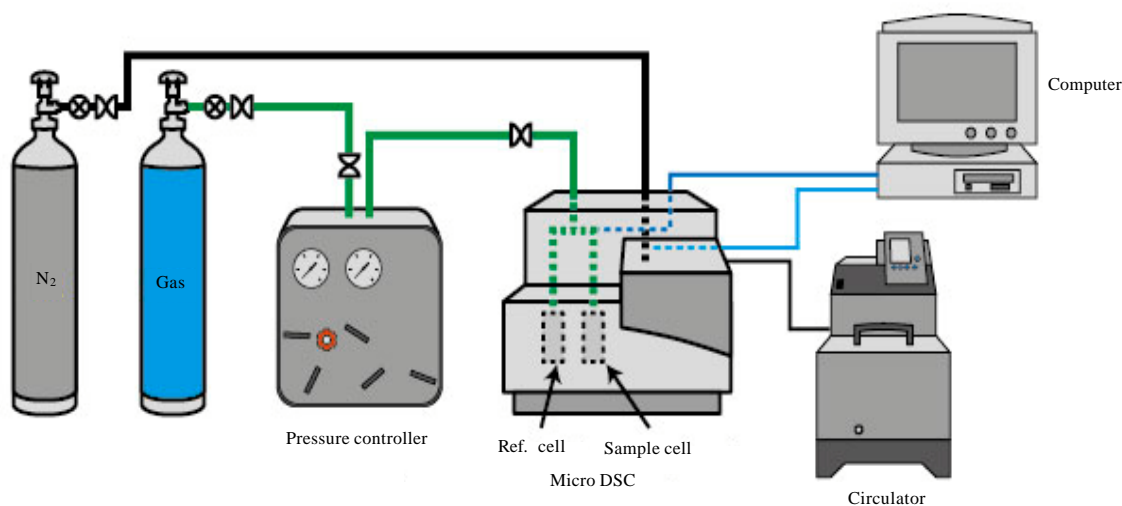 Computer
N₂
Gas
Pressure controller
Ref. cell
Sample cell
Micro DSC
Circulator